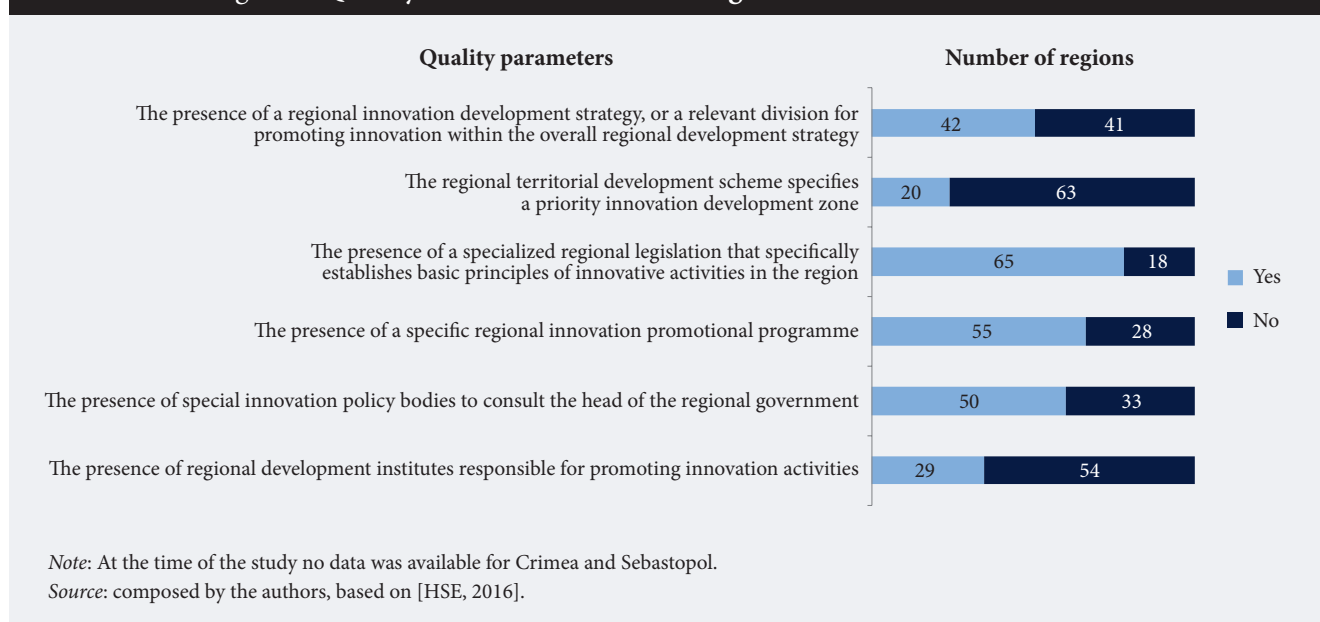 Quality parameters
Number of regions
The presence of a regional innovation development strategy, or a relevant division for
promoting innovation within the overall regional development strategy
42 41
The regional territorial development scheme specifies
a priority innovation development zone
20 63
The presence of a specialized regional legislation that specifically
establishes basic principles of innovative activities in the region
65 18
Yes
No
The presence of a specific regional innovation promotional programme
55 28
The presence of special innovation policy bodies to consult the head of the regional government
50 33
The presence of regional development institutes responsible for promoting innovation activities
29 54
Note: At the time of the study no data was available for Crimea and Sebastopol.
Source: composed by the authors, based on [HSE, 2016].